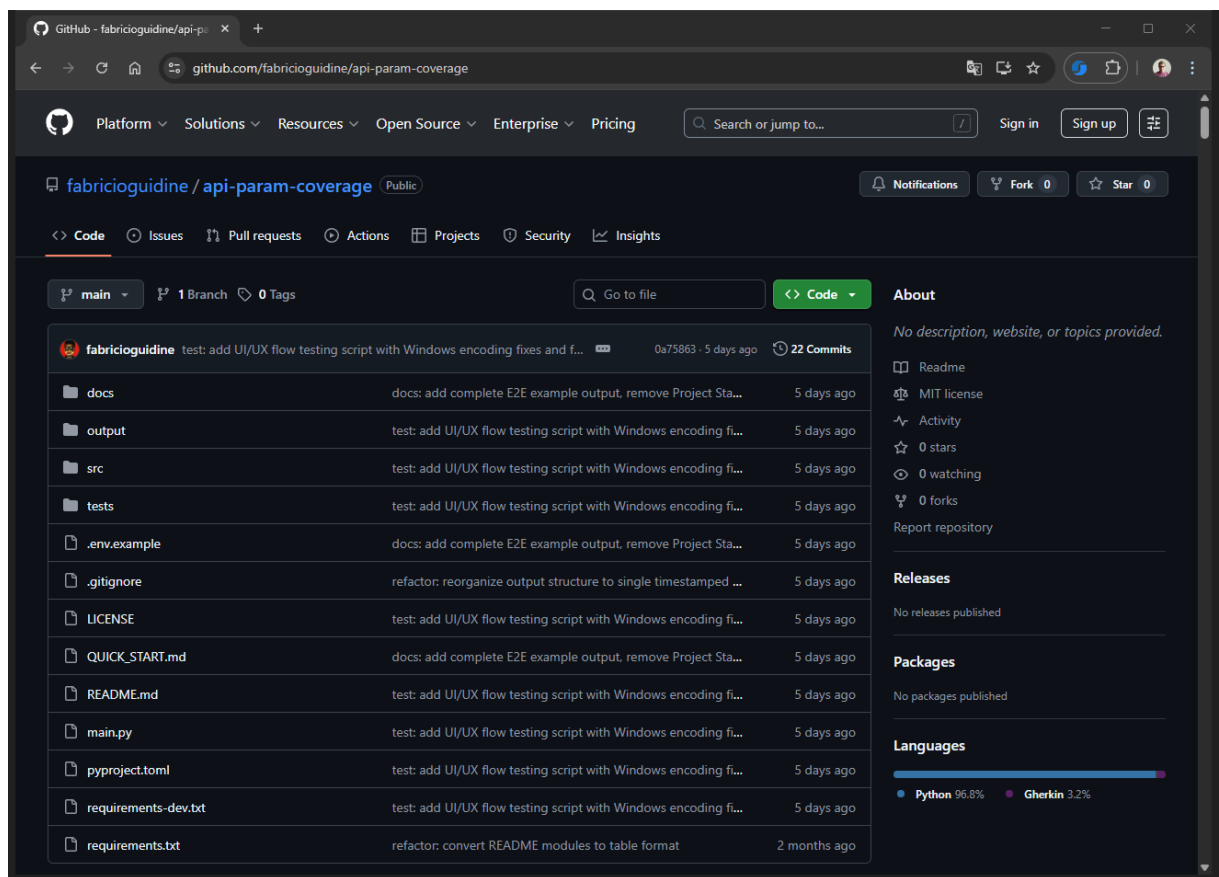 GitHub - fabricioguidine/api-pa
github.com/fabricioguidine/api-param-coverage
Platform Solutions Resources Open Source Enterprise Pricing Search or jump to... / Sign in Sign up
fabricioguidine / api-param-coverage Public Notifications Fork 0 Star 0
Code Issues Pull requests Actions Projects Security Insights
main 1 Branch 0 Tags Go to file Code
fabricioguidine test: add UI/UX flow testing script with Windows encoding fixes and f... 0a75863 · 5 days ago 22 Commits
docs docs: add complete E2E example output, remove Project Sta... 5 days ago
output test: add UI/UX flow testing script with Windows encoding fi... 5 days ago
src test: add UI/UX flow testing script with Windows encoding fi... 5 days ago
tests test: add UI/UX flow testing script with Windows encoding fi... 5 days ago
.env.example docs: add complete E2E example output, remove Project Sta... 5 days ago
.gitignore refactor: reorganize output structure to single timestamped ... 5 days ago
LICENSE test: add UI/UX flow testing script with Windows encoding fi... 5 days ago
QUICK_START.md docs: add complete E2E example output, remove Project Sta... 5 days ago
README.md test: add UI/UX flow testing script with Windows encoding fi... 5 days ago
main.py test: add UI/UX flow testing script with Windows encoding fi... 5 days ago
pyproject.toml test: add UI/UX flow testing script with Windows encoding fi... 5 days ago
requirements-dev.txt test: add UI/UX flow testing script with Windows encoding fi... 5 days ago
requirements.txt refactor: convert README modules to table format 2 months ago
About
No description, website, or topics provided.
Readme
MIT license
Activity
0 stars
0 watching
0 forks
Report repository
Releases
No releases published
Packages
No packages published
Languages
Python 96.8% Gherkin 3.2%